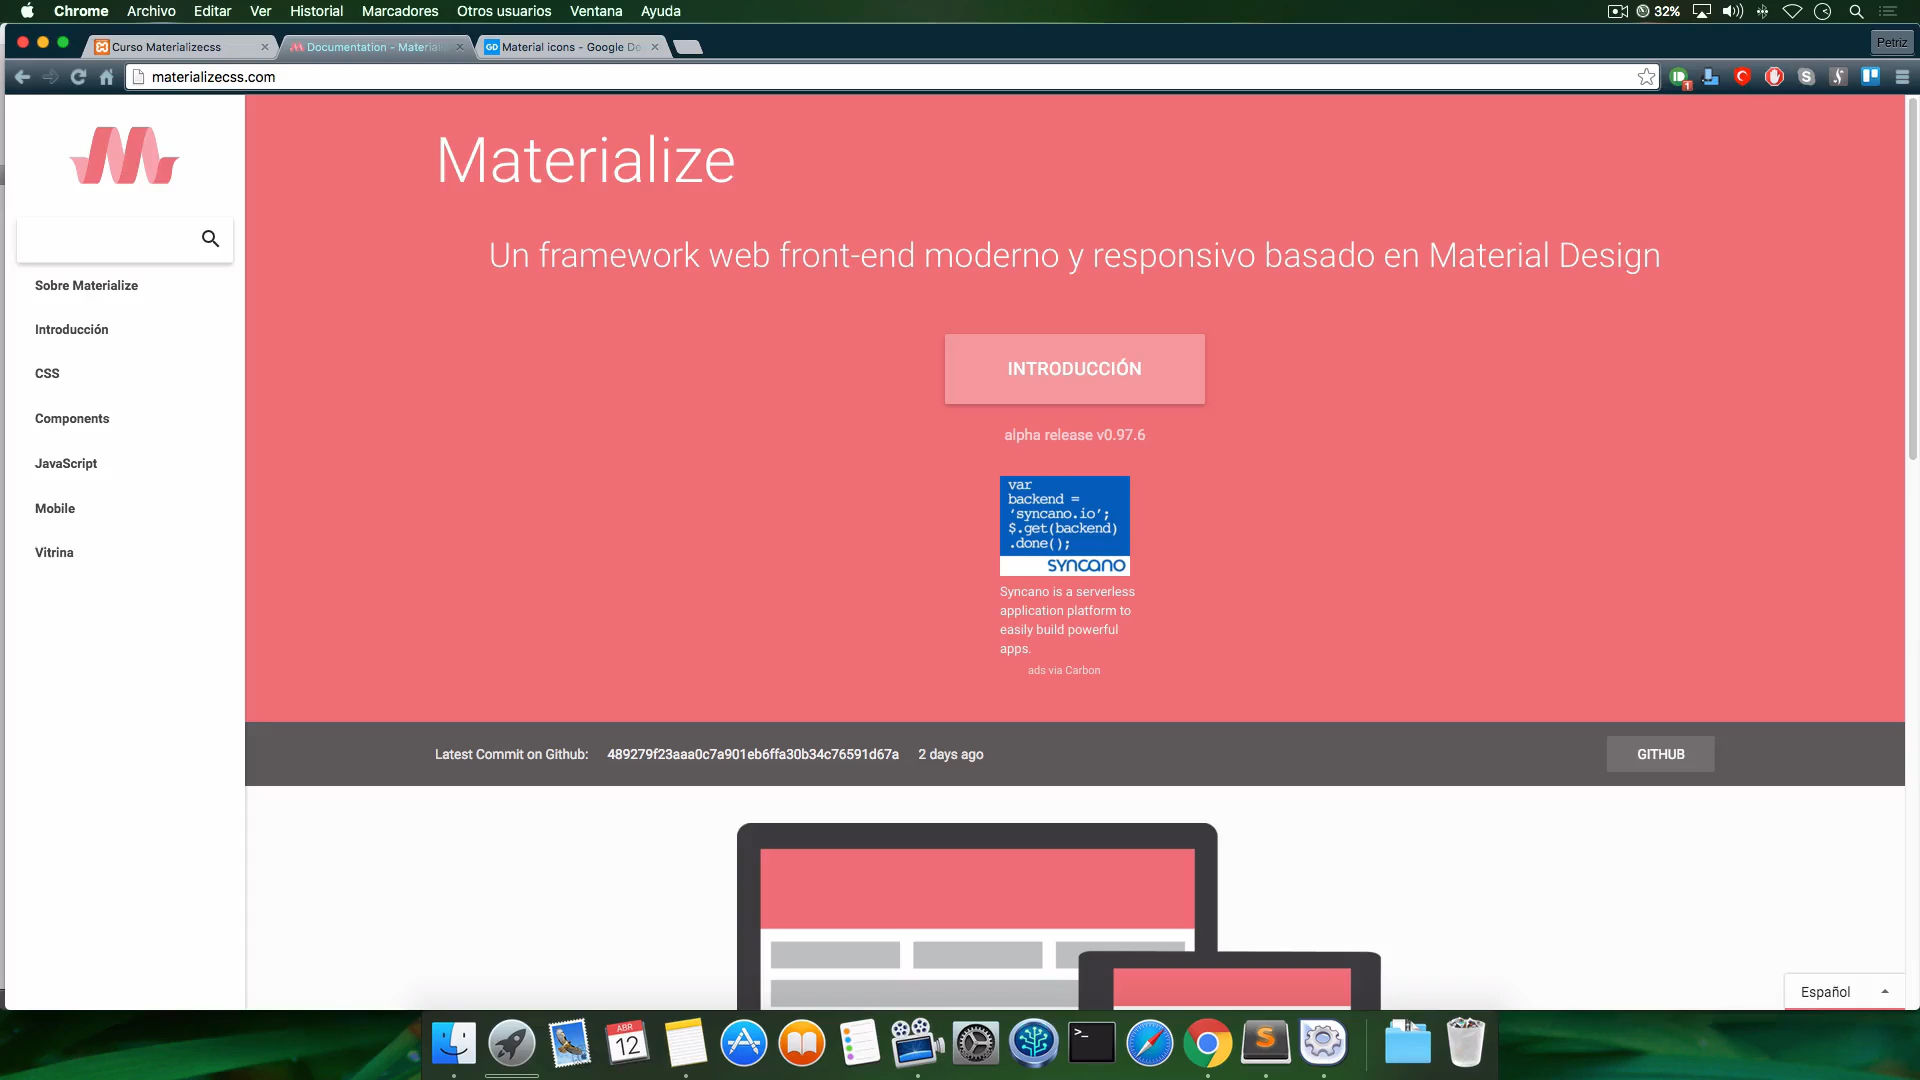 Chrome Archivo Editar Ver Historial Marcadores Otros usuarios Ventana Ayuda 32%
Curso Materializecss Documentation - Material Material icons - Google De Petriz
materializecss.com
Materialize
Un framework web front-end moderno y responsivo basado en Material Design
Sobre Materialize
Introducción
CSS
Components
JavaScript
Mobile
Vitrina
INTRODUCCIÓN
alpha release v0.97.6
var
backend =
'syncano.io';
$.get(backend)
.done();
syncano
Syncano is a serverless
application platform to
easily build powerful
apps.
ads via Carbon
Latest Commit on Github: 489279f23aaa0c7a901eb6ffa30b34c76591d67a 2 days ago GITHUB
Español
ABR
12